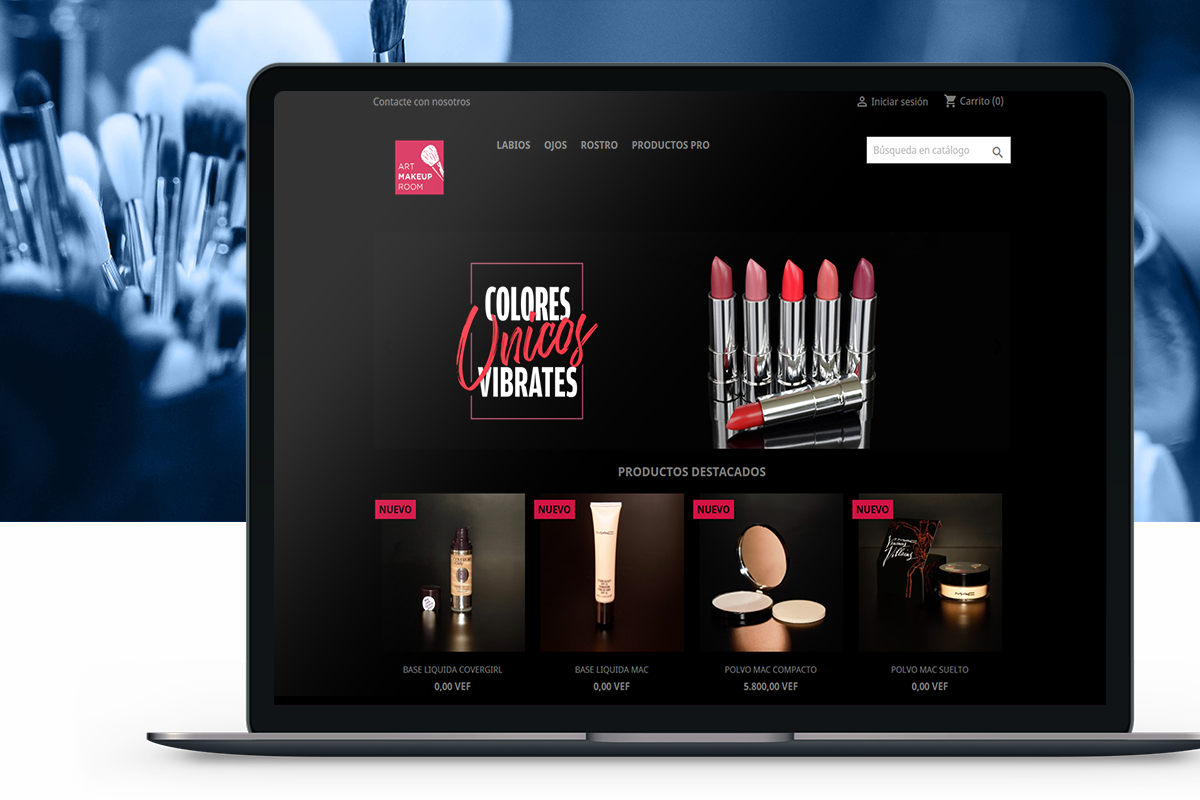 Contacte con nosotros
Iniciar sesión
Carrito (0)
ART
MAKEUP
ROOM
LABIOS OJOS ROSTRO PRODUCTOS PRO
Búsqueda en catálogo
COLORES
Unicos
VIBRATES
PRODUCTOS DESTACADOS
NUEVO NUEVO NUEVO NUEVO
MAC
MAC
BASE LIQUIDA COVERGIRL
0,00 VEF
BASE LIQUIDA MAC
0,00 VEF
POLVO MAC COMPACTO
5.800,00 VEF
POLVO MAC SUELTO
0,00 VEF